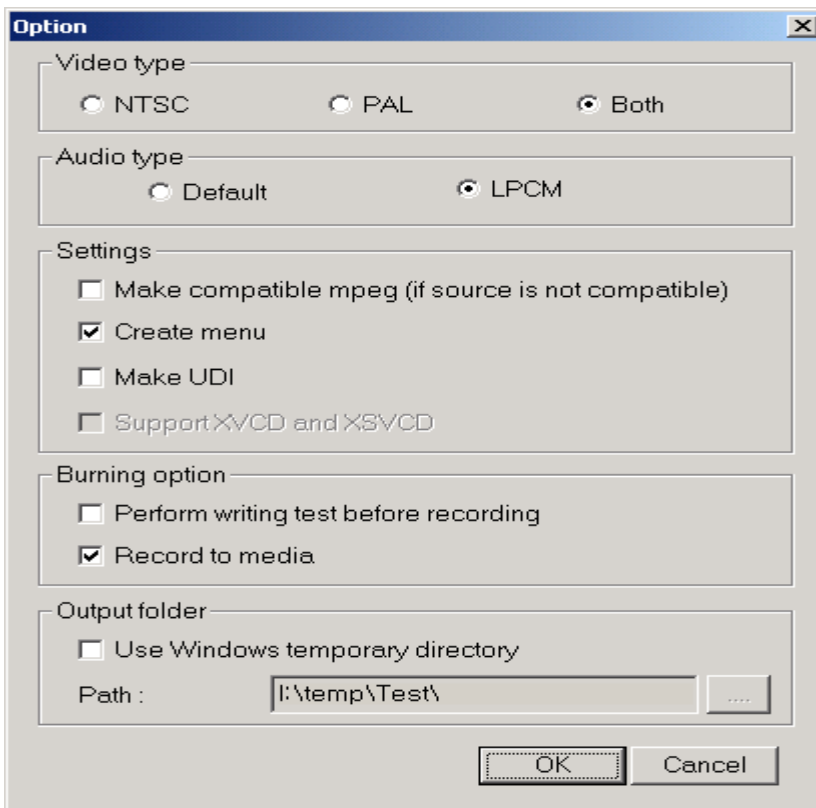 Option
Video type
NTSC PAL Both
Audio type
Default LPCM
Settings
Make compatible mpeg (if source is not compatible)
Create menu
Make UDI
Support XVCD and XSVCD
Burning option
Perform writing test before recording
Record to media
Output folder
Use Windows temporary directory
Path : I:\temp\Test\ ....
OK Cancel